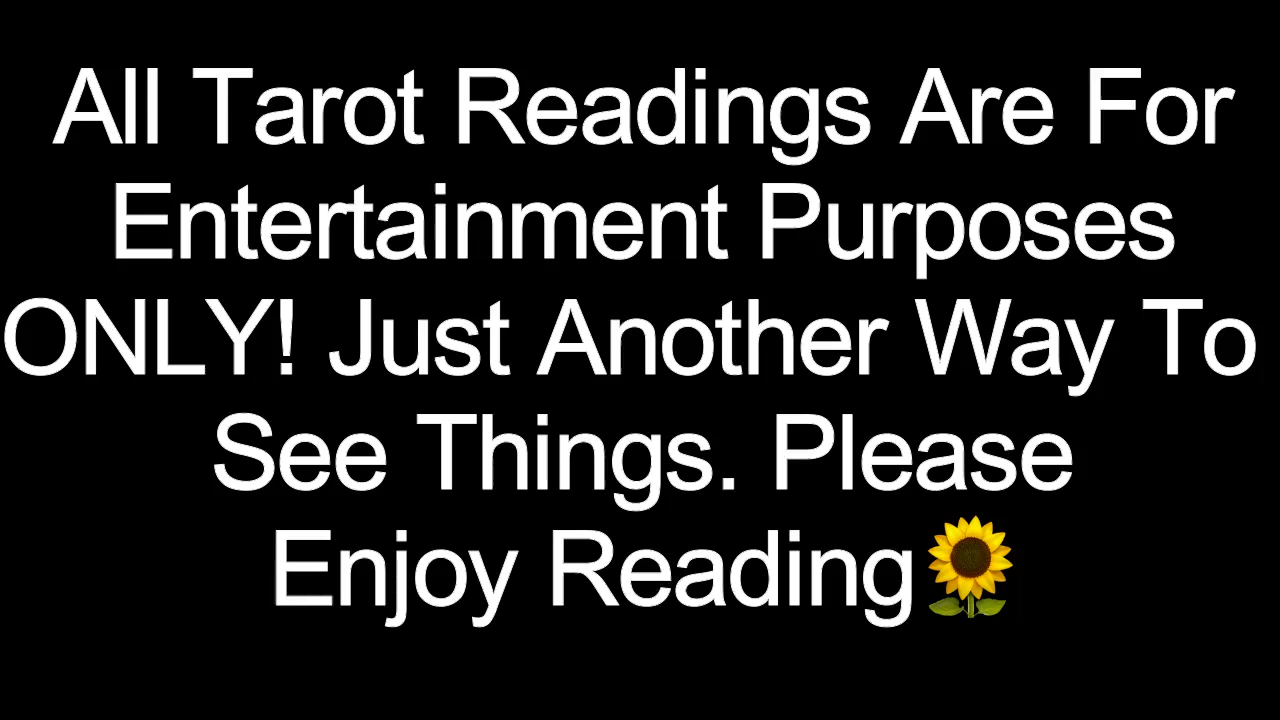 All Tarot Readings Are For
Entertainment Purposes
ONLY! Just Another Way To
See Things. Please
Enjoy Reading🌻